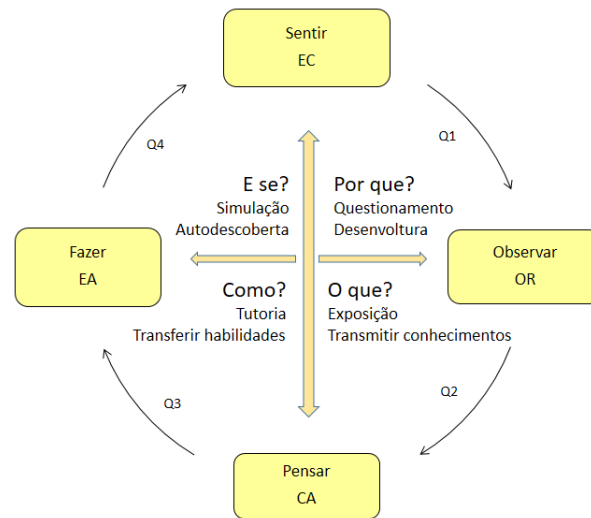 Sentir
EC
Q4
Q1
E se?
Simulação
Autodescoberta
Por que?
Questionamento
Desenvoltura
Fazer
EA
Observar
OR
Como?
Tutoria
Transferir habilidades
O que?
Exposição
Transmitir conhecimentos
Q3
Q2
Pensar
CA